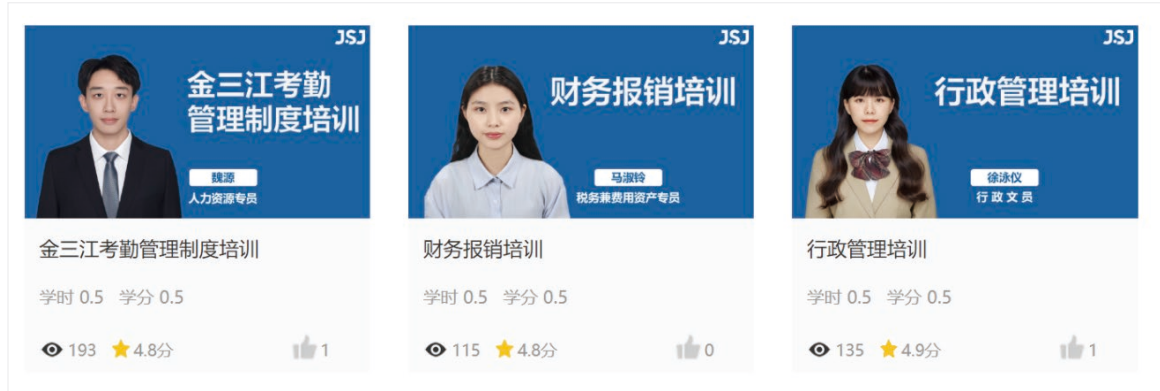 JSJ
金三江考勤
管理制度培训
魏源
人力资源专员
金三江考勤管理制度培训
学时 0.5 学分 0.5
193 4.8分 1
JSJ
财务报销培训
马淑铃
税务兼费用资产专员
财务报销培训
学时 0.5 学分 0.5
115 4.8分 0
JSJ
行政管理培训
徐泳仪
行政文员
行政管理培训
学时 0.5 学分 0.5
135 4.9分 1